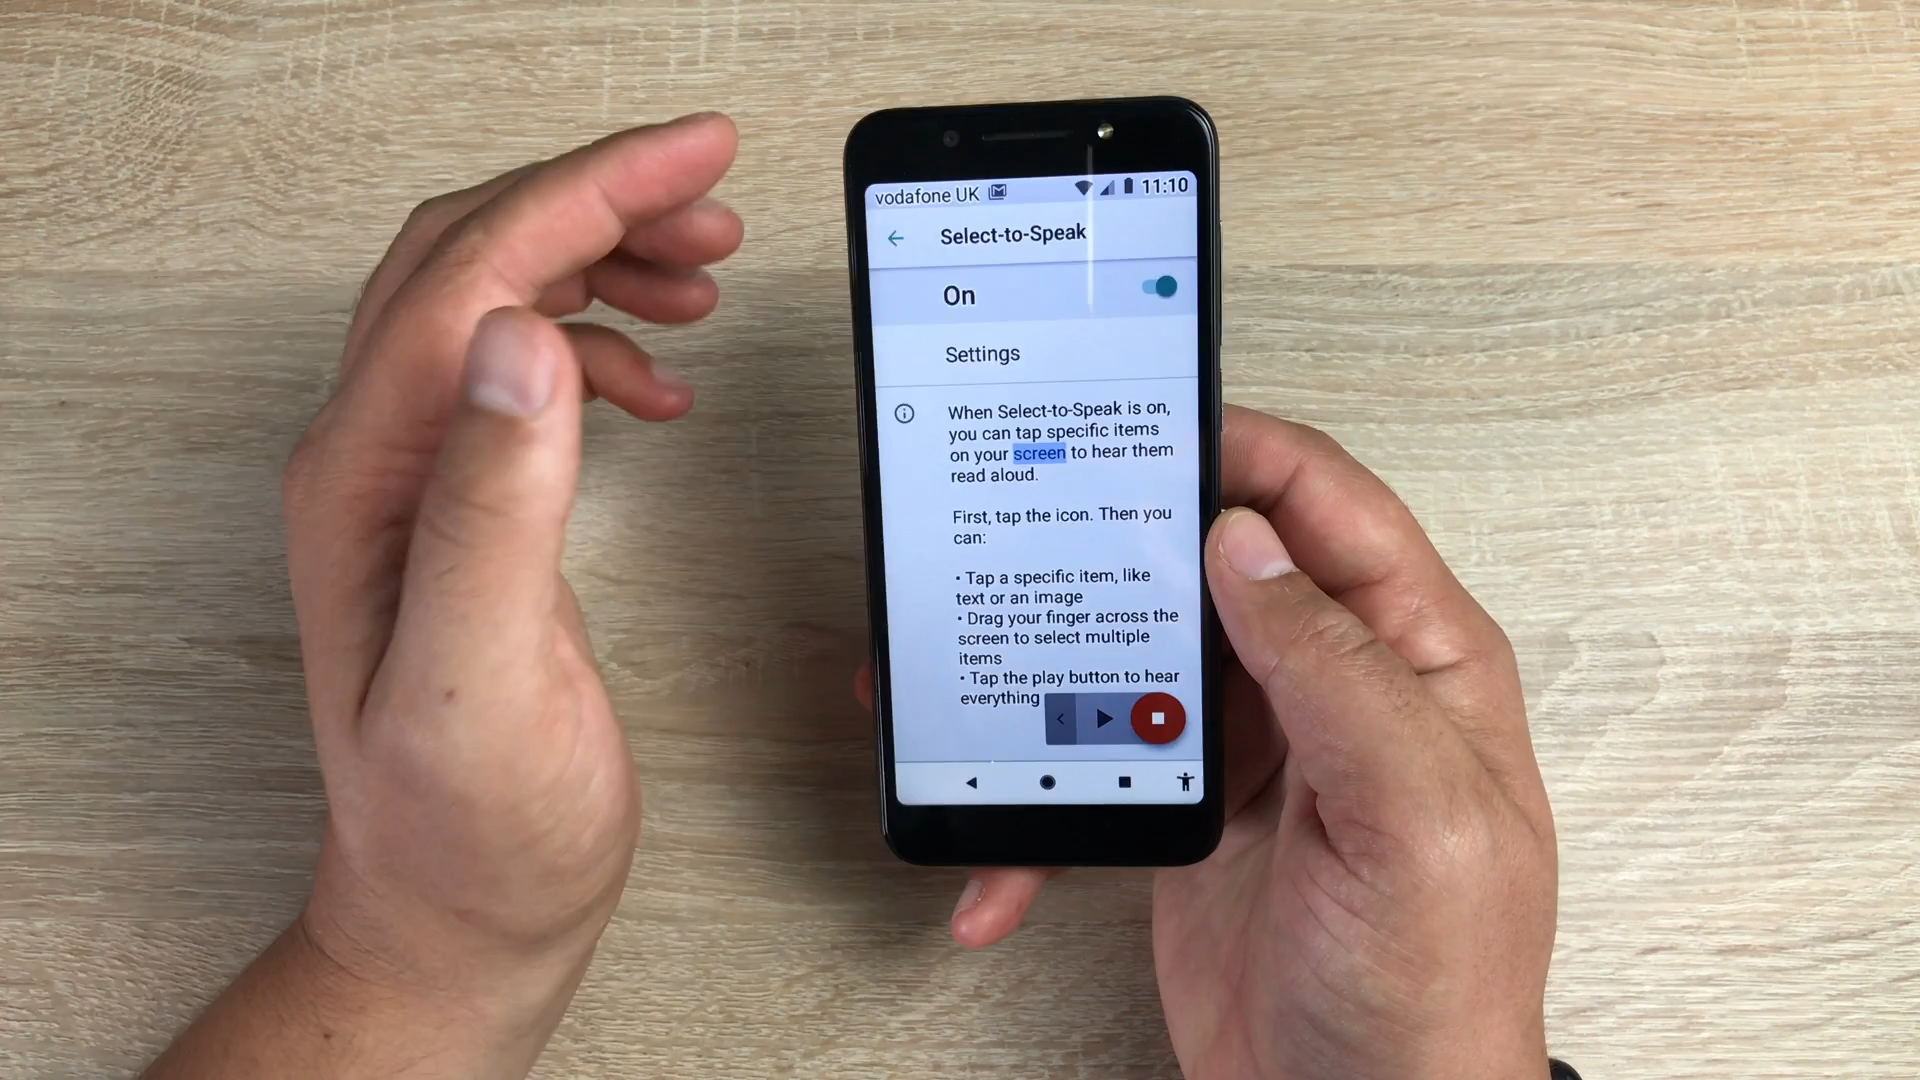 vodafone UK 11:10
Select-to-Speak
On
Settings
When Select-to-Speak is on,
you can tap specific items
on your screen to hear them
read aloud.
First, tap the icon. Then you
can:
• Tap a specific item, like
text or an image
• Drag your finger across the
screen to select multiple
items
• Tap the play button to hear
everything